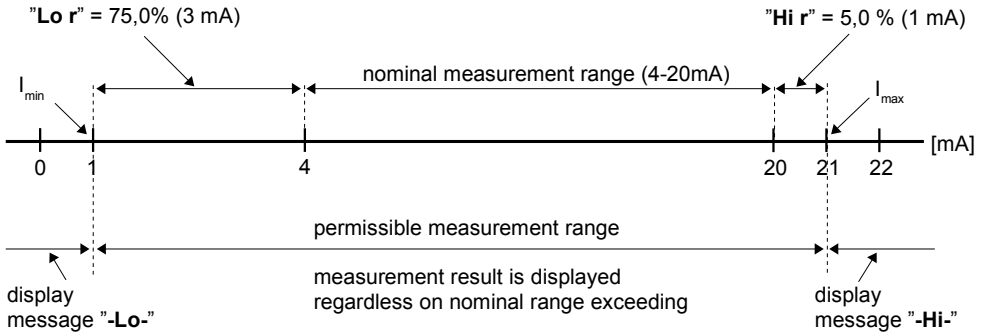 "Lo r" = 75,0% (3 mA)
"Hi r" = 5,0 % (1 mA)
nominal measurement range (4-20mA)
Imin
Imax
[mA]
0 1 4 20 21 22
permissible measurement range
measurement result is displayed
regardless on nominal range exceeding
display
message "-Lo-"
display
message "-Hi-"